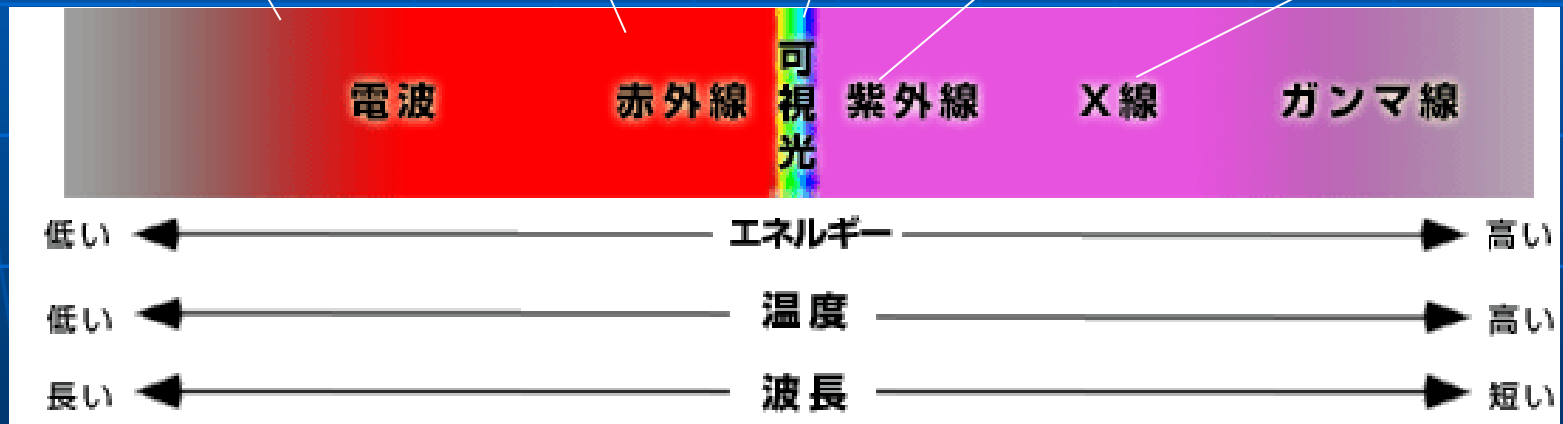 電波 赤外線 可視光 紫外線 X線 ガンマ線
低い エネルギー 高い
低い 温度 高い
長い 波長 短い